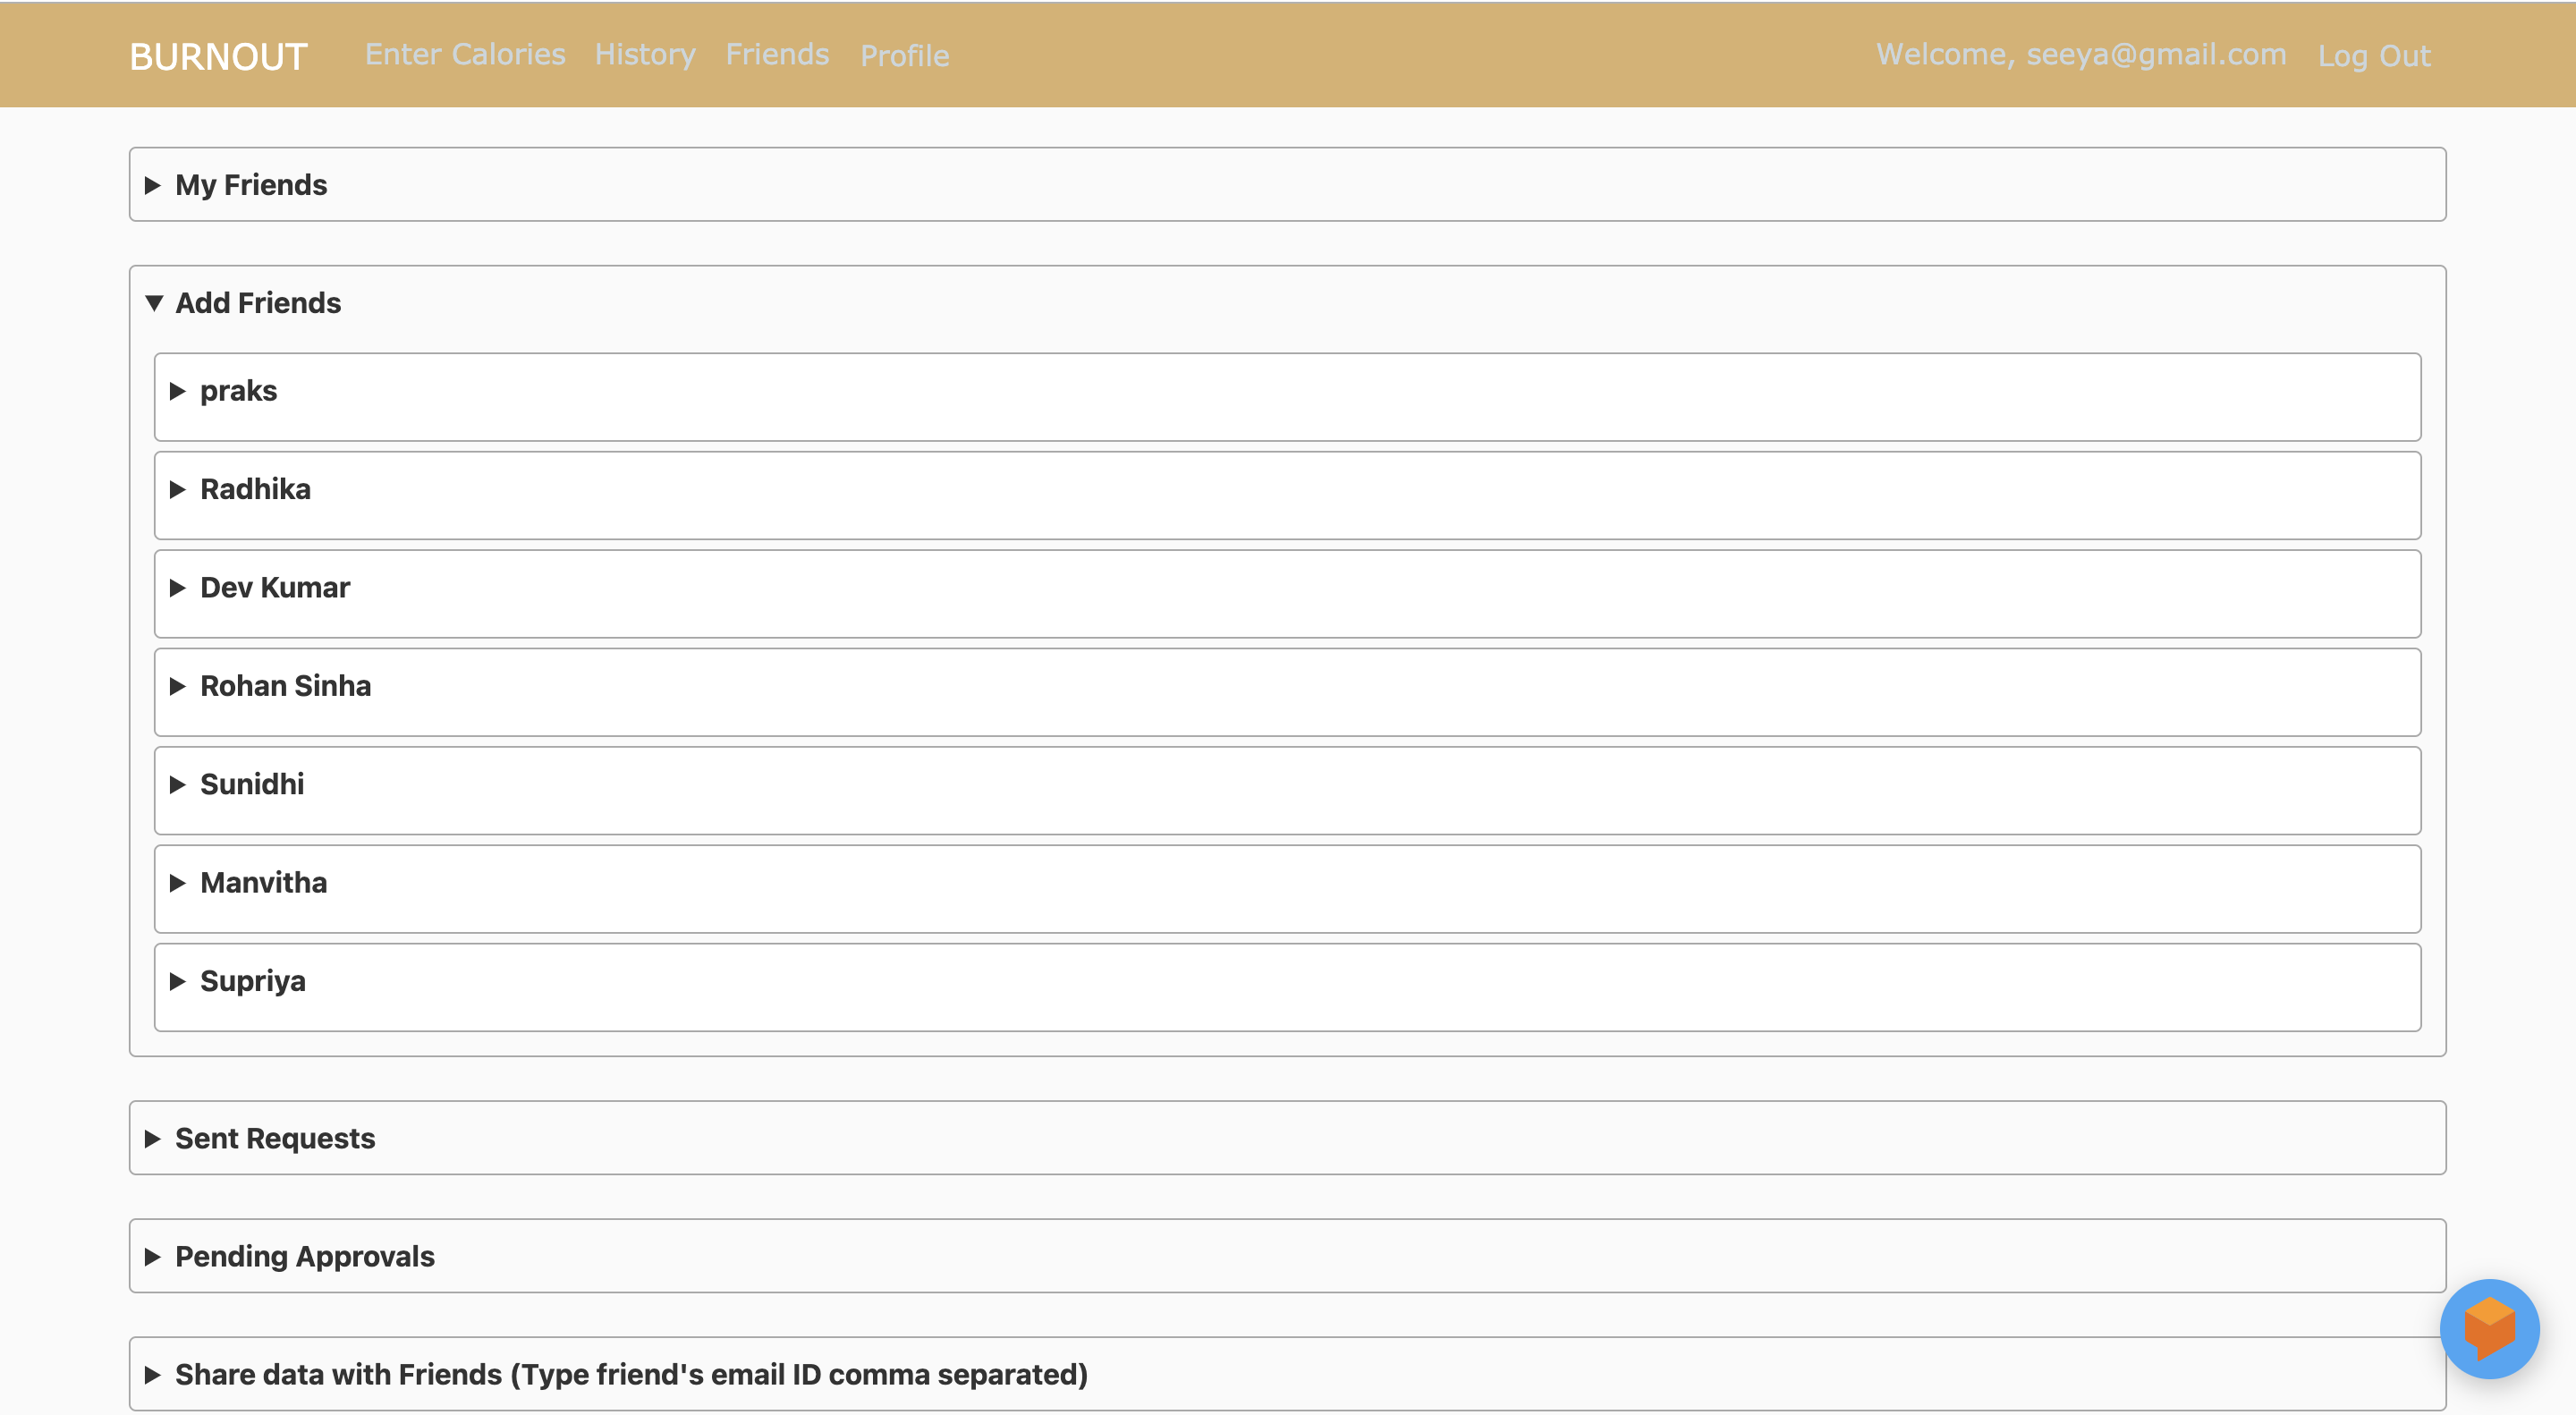 BURNOUT Enter Calories History Friends Profile Welcome, seeya@gmail.com Log Out
My Friends
Add Friends
praks
Radhika
Dev Kumar
Rohan Sinha
Sunidhi
Manvitha
Supriya
Sent Requests
Pending Approvals
Share data with Friends (Type friend's email ID comma separated)